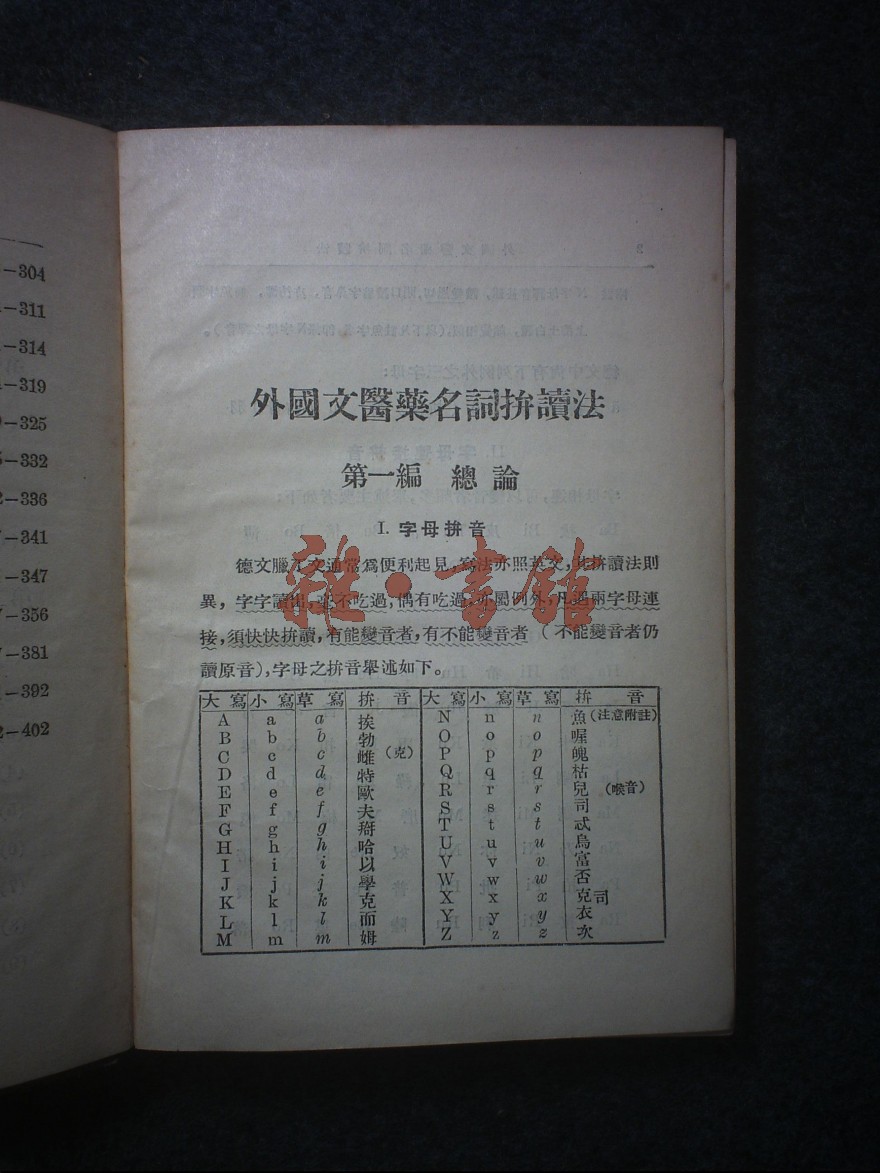 -304
-311
-314
-319
-325
-332
-336
-341
-347
-356
-381
-392
-402
外國文醫藥名詞拚讀法
第一編 總論
I. 字母拚音
德文臘丁文通常爲便利起見,寫法亦照英文,其拚讀法則
異,字字讀出,並不吃過,偶有吃過,亦屬例外,凡遇兩字母連
接,須快快拚讀,有能變音者,有不能變音者(不能變音者仍
讀原音),字母之拚音舉述如下。
大寫 小寫 草寫 拚音 大寫 小寫 草寫 拚音
A a a 挨 N n n 魚(注意附註)
B b b 勃 O o o 喔
C c c 雌(克) P p p 魄
D d d 特 Q q q 枯
E e e 歐 R r r 兒(喉音)
F f f 夫 S s s 司
G g g 搿 T t t 忒
H h h 哈 U u u 烏
I i i 以 V v v 富
J j j 學 W w w 否
K k k 克 X x x 克司
L l l 而 Y y y 衣
M m m 姆 Z z z 次
雜·書館